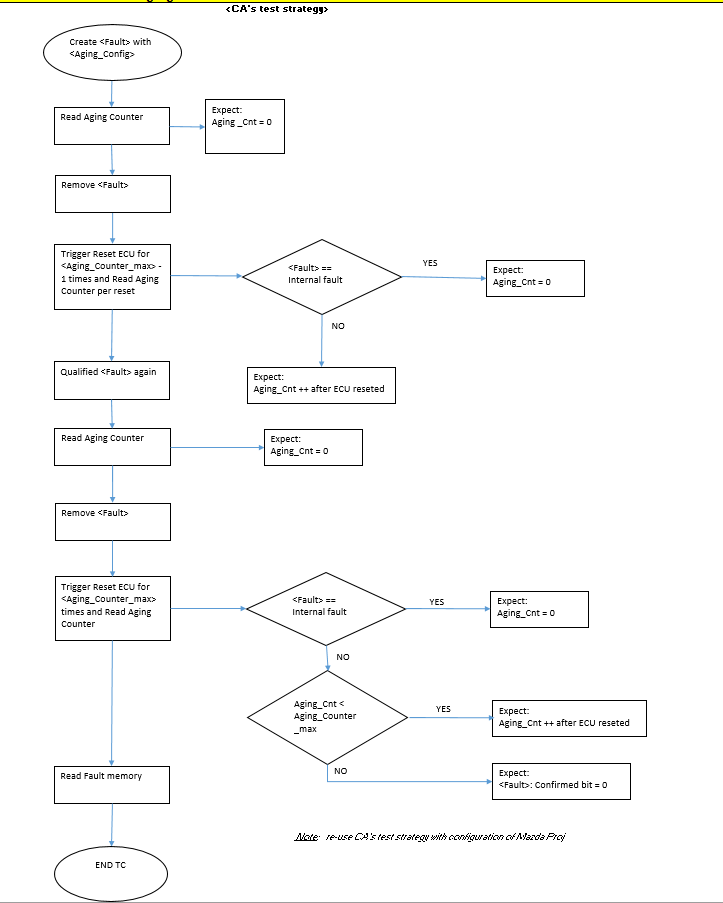 <CA's test strategy>
Create <Fault> with
<Aging_Config>
Read Aging Counter
Expect:
Aging _Cnt = 0
Remove <Fault>
Trigger Reset ECU for
<Aging_Counter_max> -
1 times and Read Aging
Counter per reset
<Fault> ==
Internal fault
YES
Expect:
Aging_Cnt = 0
NO
Expect:
Aging_Cnt ++ after ECU reseted
Qualified <Fault> again
Read Aging Counter
Expect:
Aging_Cnt = 0
Remove <Fault>
Trigger Reset ECU for
<Aging_Counter_max>
times and Read Aging
Counter
<Fault> ==
Internal fault
YES
Expect:
Aging_Cnt = 0
NO
Aging_Cnt <
Aging_Counter
_max
YES
Expect:
Aging_Cnt ++ after ECU reseted
NO
Expect:
<Fault>: Confirmed bit = 0
Read Fault memory
Note: re-use CA's test strategy with configuration of Mazda Proj
END TC